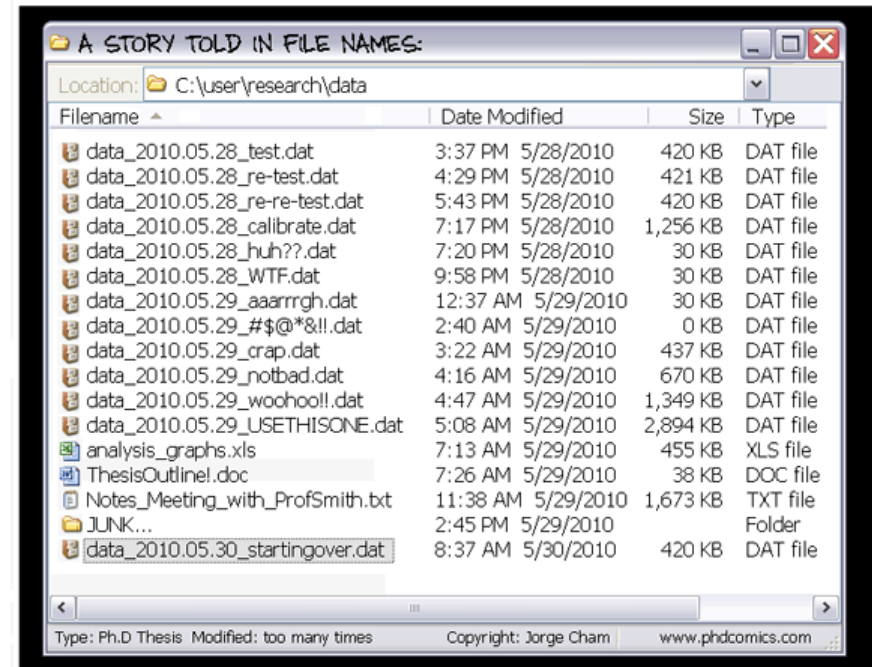 A STORY TOLD IN FILE NAMES:
Location: C:\user\research\data
Filename Date Modified Size Type
data_2010.05.28_test.dat 3:37 PM 5/28/2010 420 KB DAT file
data_2010.05.28_re-test.dat 4:29 PM 5/28/2010 421 KB DAT file
data_2010.05.28_re-re-test.dat 5:43 PM 5/28/2010 420 KB DAT file
data_2010.05.28_calibrate.dat 7:17 PM 5/28/2010 1,256 KB DAT file
data_2010.05.28_huh??.dat 7:20 PM 5/28/2010 30 KB DAT file
data_2010.05.28_WTF.dat 9:58 PM 5/28/2010 30 KB DAT file
data_2010.05.29_aaarrrgh.dat 12:37 AM 5/29/2010 30 KB DAT file
data_2010.05.29_#$@*&!!.dat 2:40 AM 5/29/2010 0 KB DAT file
data_2010.05.29_crap.dat 3:22 AM 5/29/2010 437 KB DAT file
data_2010.05.29_notbad.dat 4:16 AM 5/29/2010 670 KB DAT file
data_2010.05.29_woohoo!!.dat 4:47 AM 5/29/2010 1,349 KB DAT file
data_2010.05.29_USETHISONE.dat 5:08 AM 5/29/2010 2,894 KB DAT file
analysis_graphs.xls 7:13 AM 5/29/2010 455 KB XLS file
ThesisOutline!.doc 7:26 AM 5/29/2010 38 KB DOC file
Notes_Meeting_with_ProfSmith.txt 11:38 AM 5/29/2010 1,673 KB TXT file
JUNK... 2:45 PM 5/29/2010 Folder
data_2010.05.30_startingover.dat 8:37 AM 5/30/2010 420 KB DAT file
Type: Ph.D Thesis Modified: too many times Copyright: Jorge Cham www.phdcomics.com